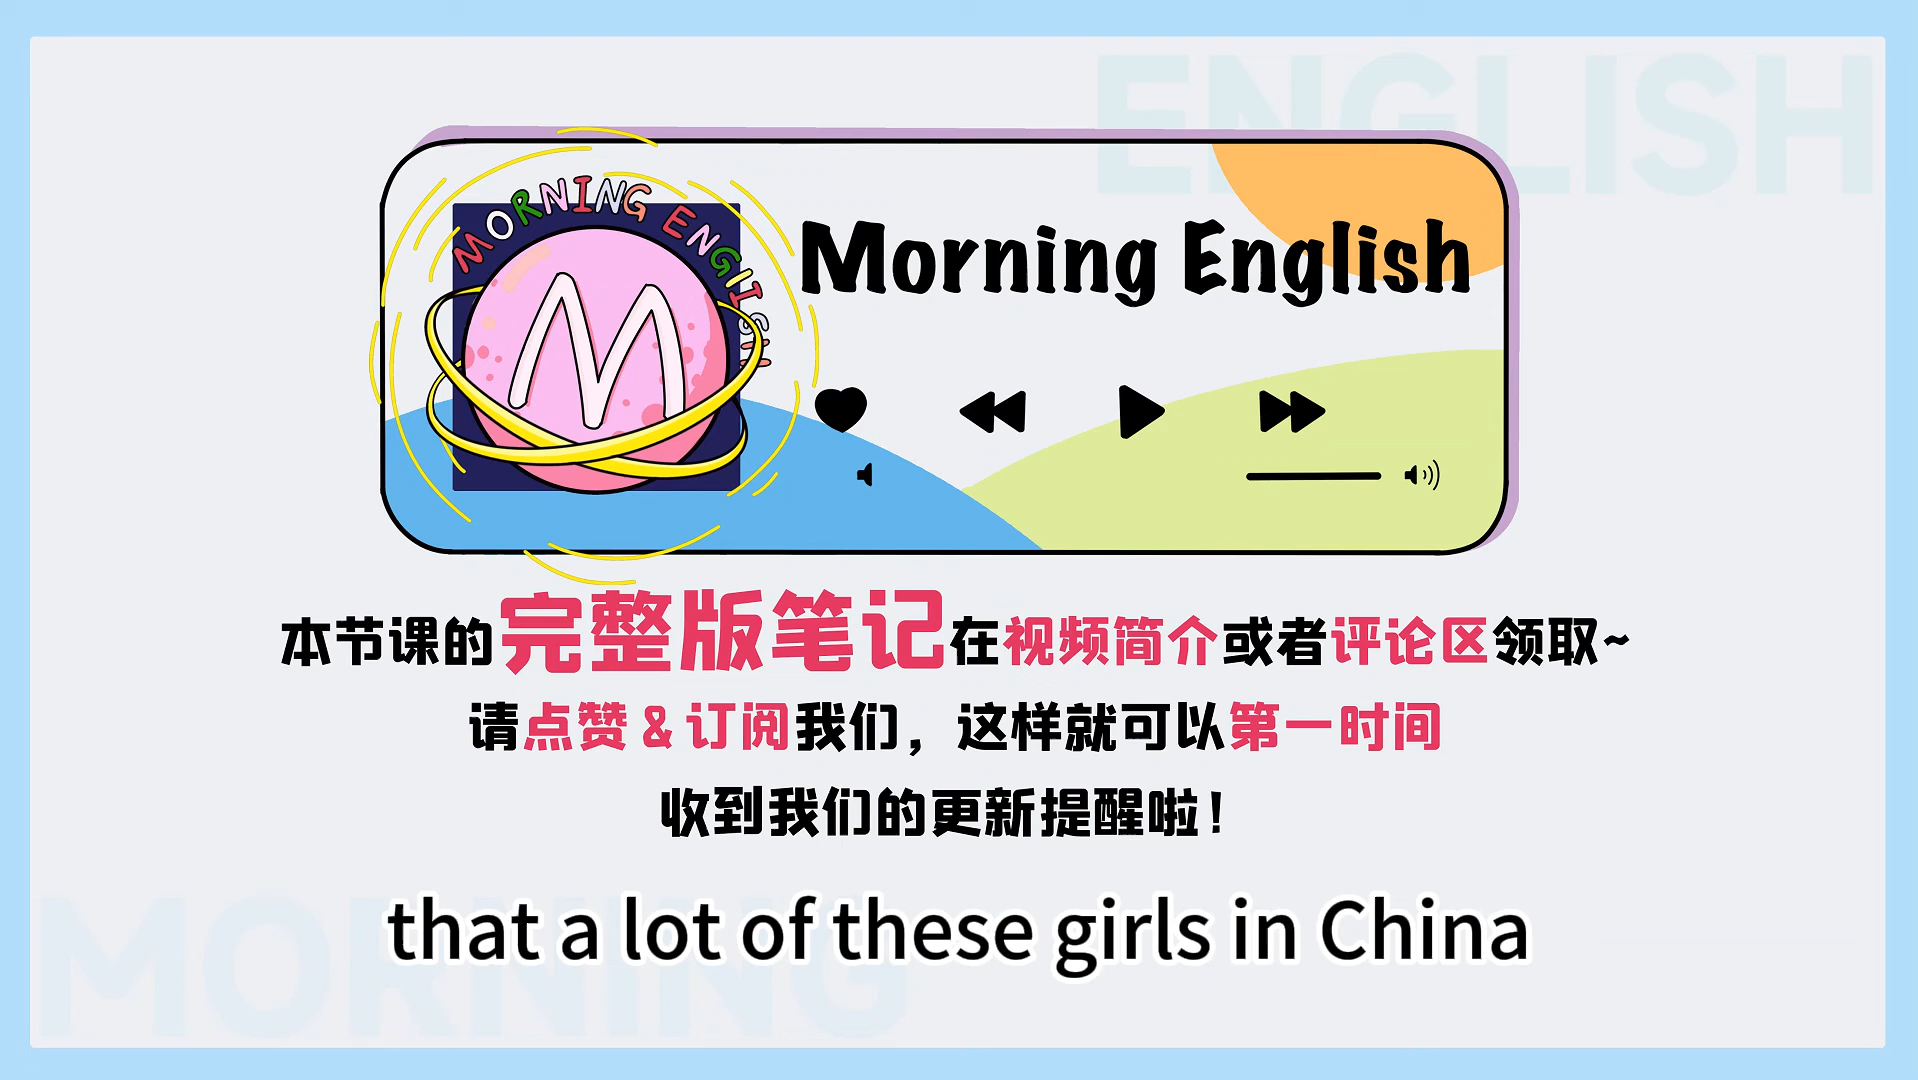 ENGLISH
MORNING ENGLISH
M
Morning English
本节课的完整版笔记在视频简介或者评论区领取~
请点赞&订阅我们，这样就可以第一时间
收到我们的更新提醒啦！
that a lot of these girls in China
MORNING